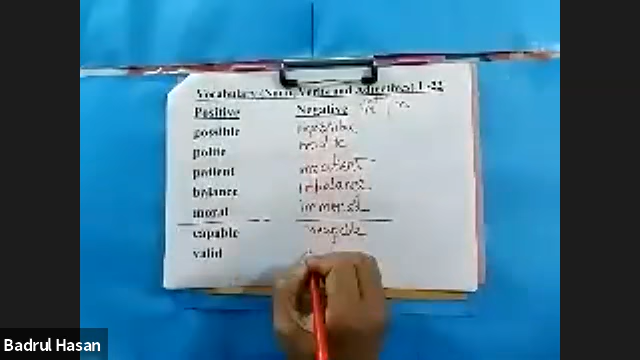 Vocabulary (Noun, Verbs and Adjectives) L-22
Positive Negative
possible impossible
polite impolite
patient impatient
balance imbalance
moral immoral
capable incapable
valid
Badrul Hasan